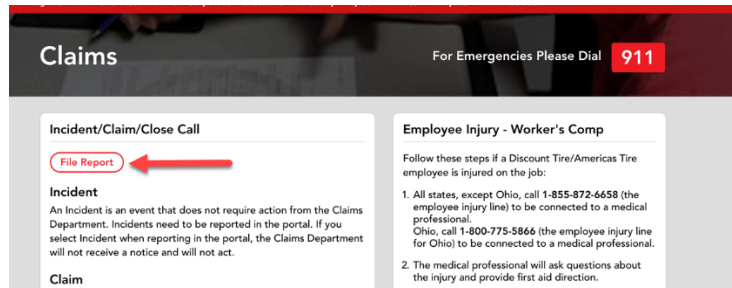 Claims
For Emergencies Please Dial 911
Incident/Claim/Close Call
File Report
Incident
An Incident is an event that does not require action from the Claims
Department. Incidents need to be reported in the portal. If you
select Incident when reporting in the portal, the Claims Department
will not receive a notice and will not act.
Claim
Employee Injury - Worker's Comp
Follow these steps if a Discount Tire/Americas Tire
employee is injured on the job:
1. All states, except Ohio, call 1-855-872-6658 (the
employee injury line) to be connected to a medical
professional.
Ohio, call 1-800-775-5866 (the employee injury line
for Ohio) to be connected to a medical professional.
2. The medical professional will ask questions about
the injury and provide first aid direction.